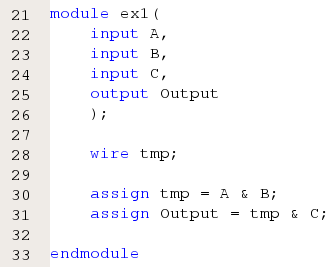 21 module ex1(
22     input A,
23     input B,
24     input C,
25     output Output
26     );
27
28     wire tmp;
29
30     assign tmp = A & B;
31     assign Output = tmp & C;
32
33 endmodule